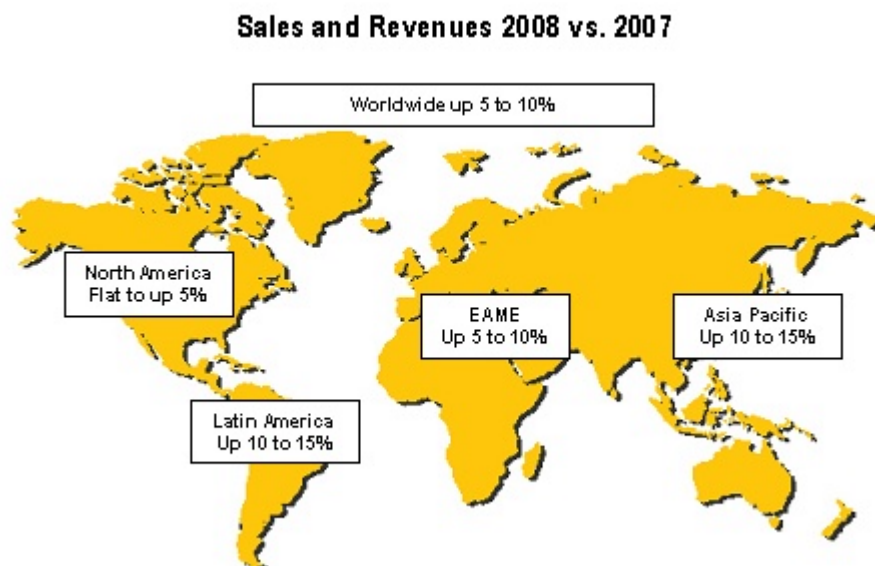 Sales and Revenues 2008 vs. 2007
Worldwide up 5 to 10%
North America
Flat to up 5%
EAME
Up 5 to 10%
Asia Pacific
Up 10 to 15%
Latin America
Up 10 to 15%